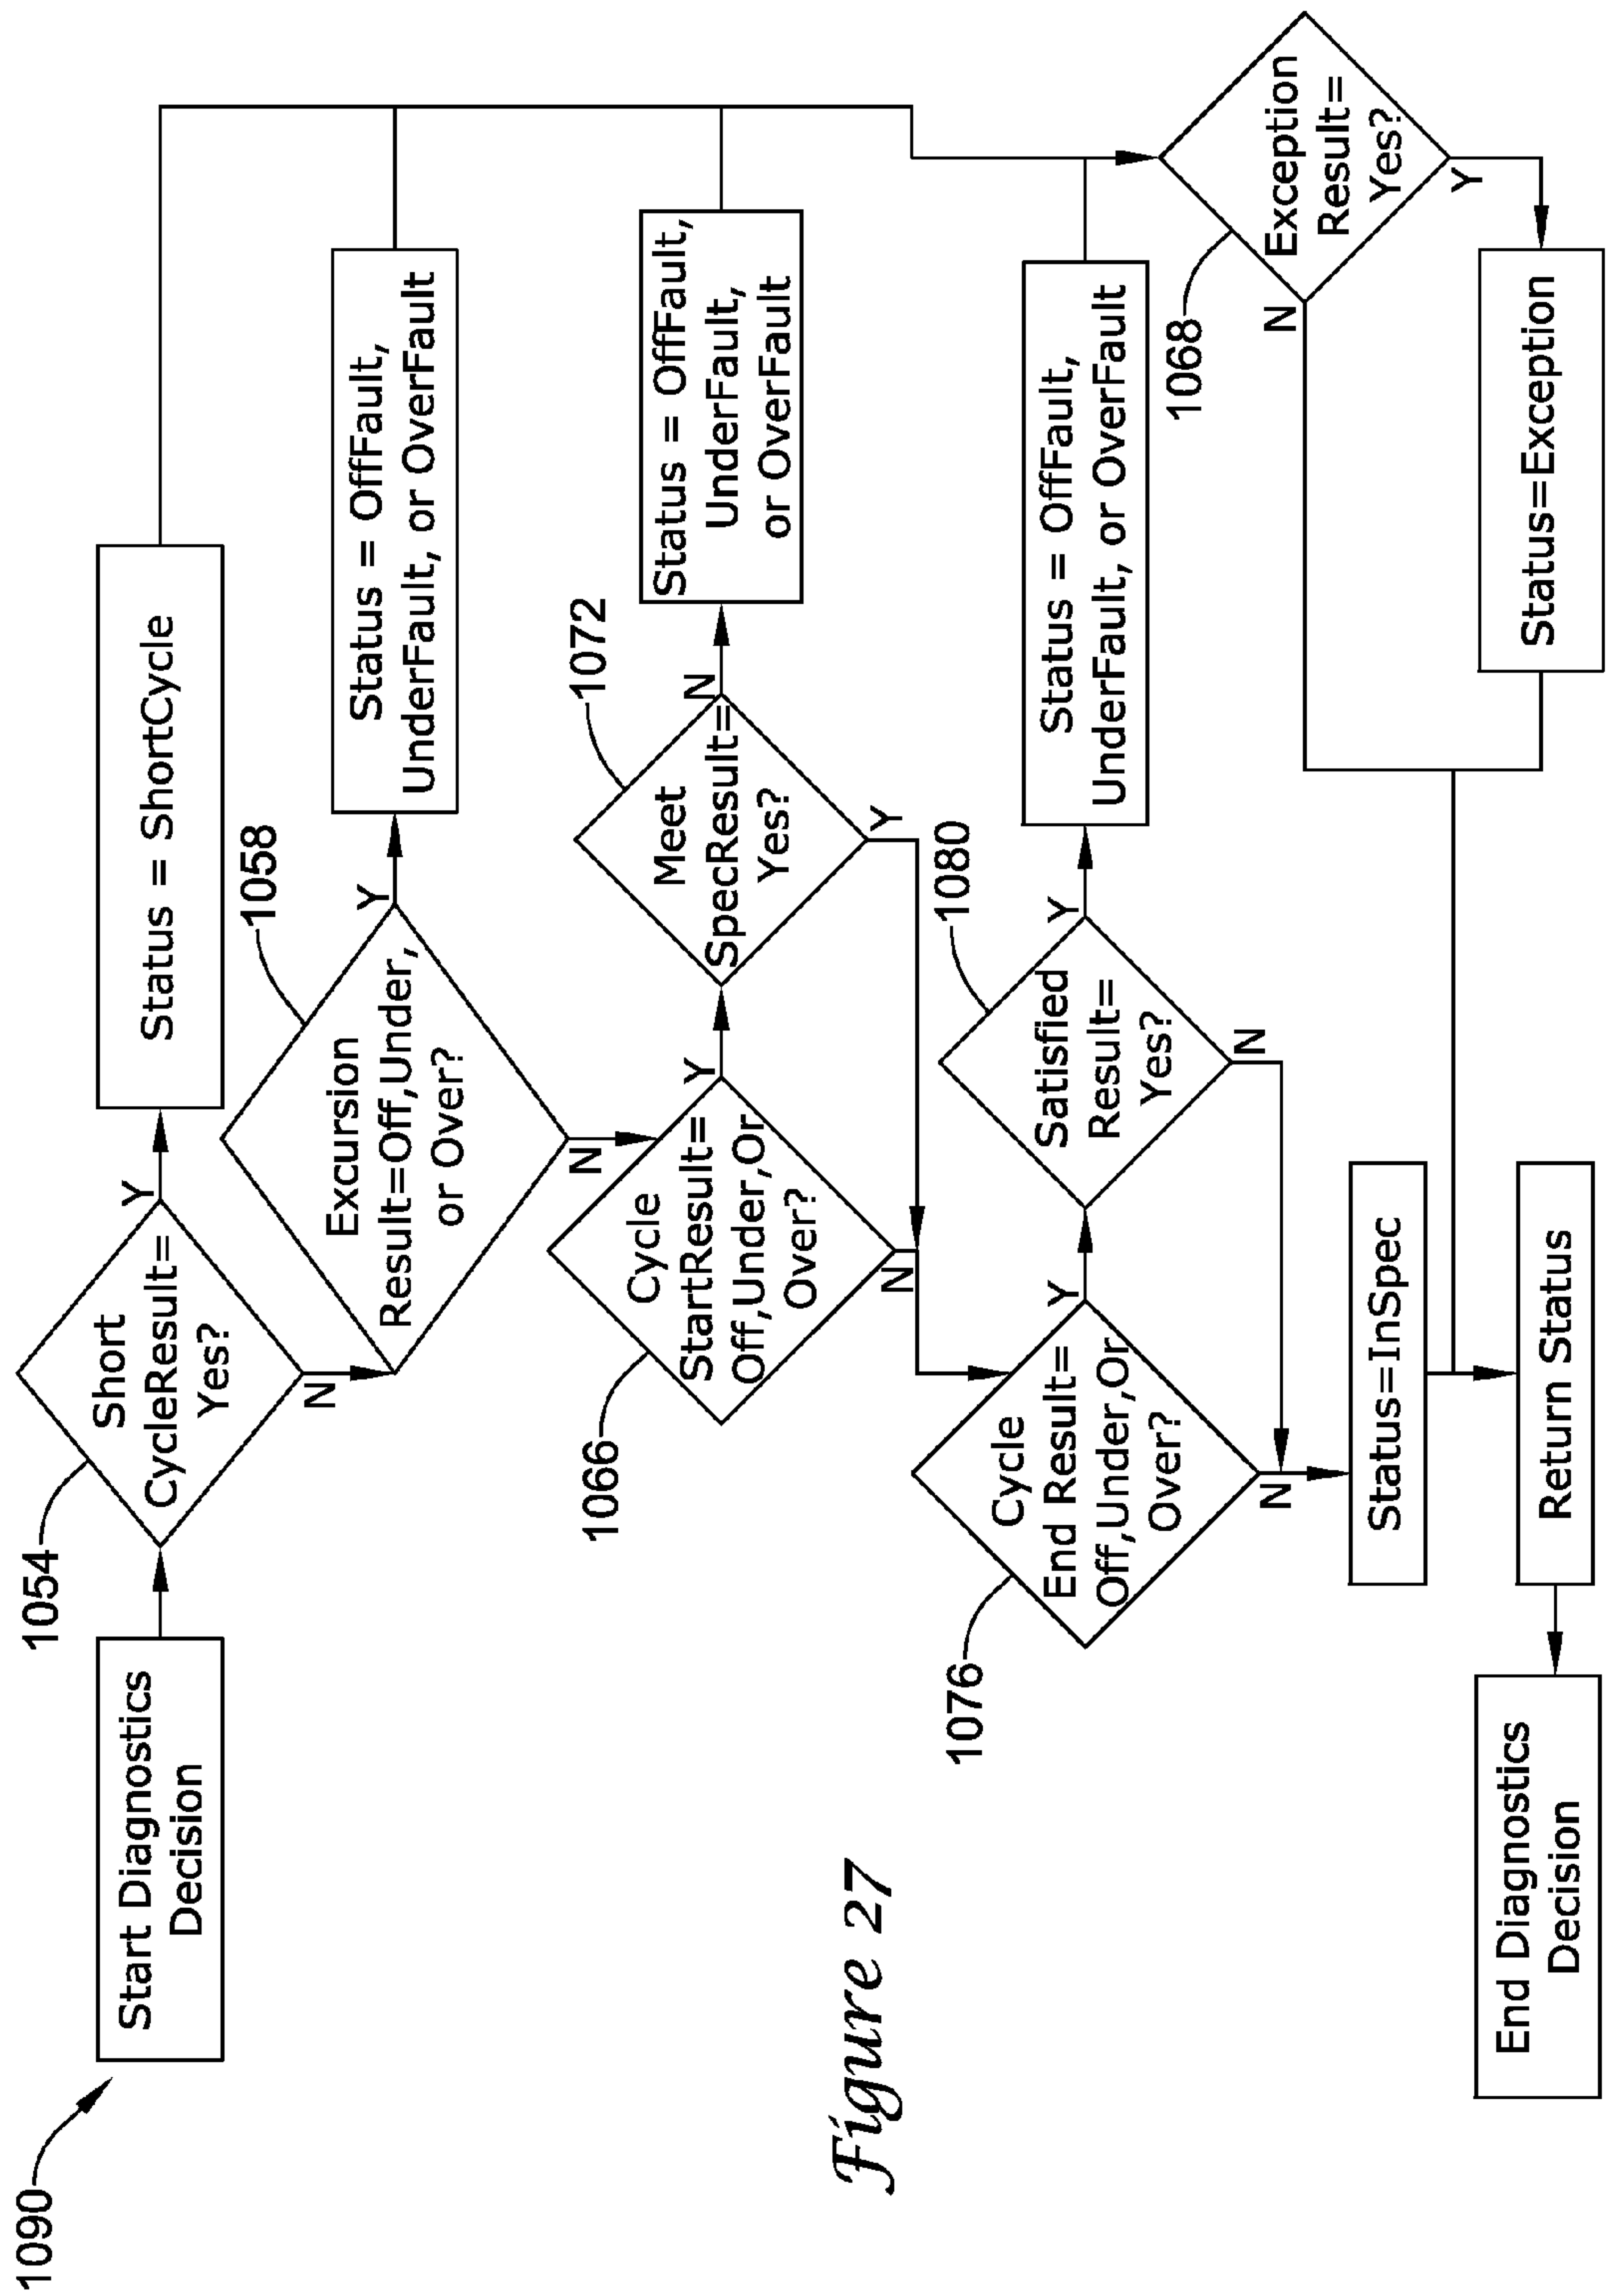 1090
Start Diagnostics
Decision
1054
Short
CycleResult=
Yes?
Y
N
Status = ShortCycle
1058
Excursion
Result=Off,Under,
or Over?
Y
N
Status = OffFault,
UnderFault, or OverFault
1066
Cycle
StartResult=
Off,Under,Or
Over?
Y
N
1072
Meet
SpecResult=
Yes?
N
Y
Status = OffFault,
UnderFault,
or OverFault
1076
Cycle
End Result=
Off,Under,Or
Over?
Y
N
1080
Satisfied
Result=
Yes?
Y
N
Status = OffFault,
UnderFault, or OverFault
1068
Exception
Result=
Yes?
N
Y
Status=InSpec
Status=Exception
Return Status
End Diagnostics
Decision
Figure 27